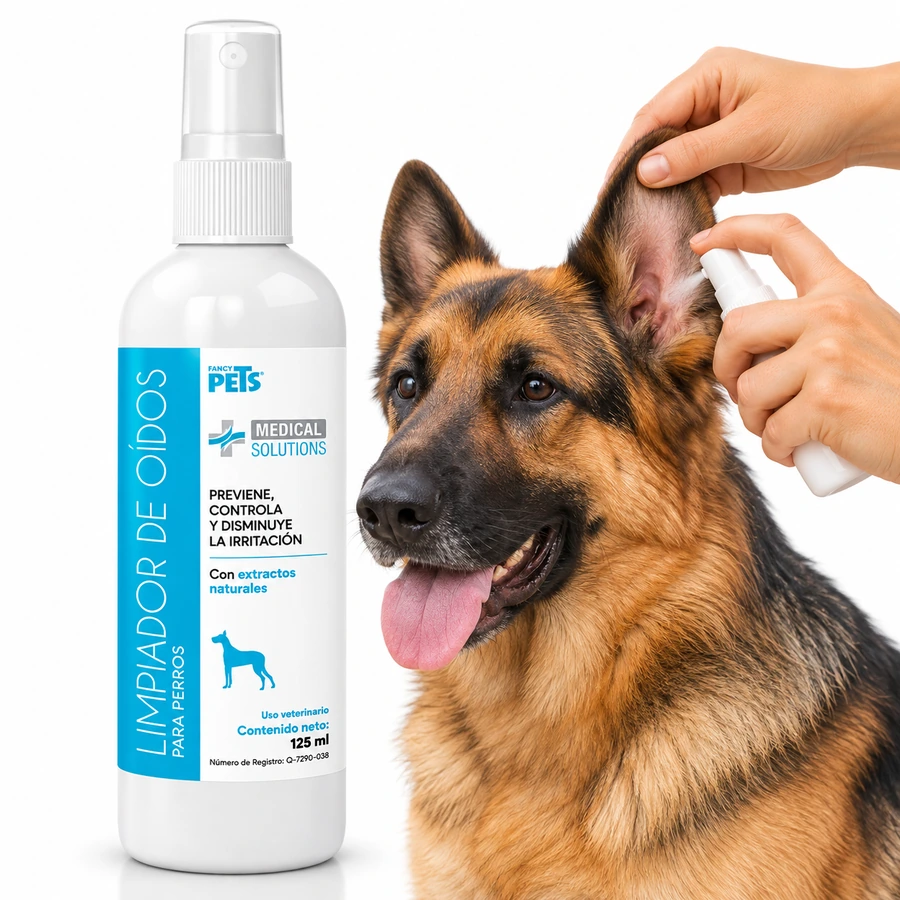 LIMPIADOR DE OÍDOS
PARA PERROS
FANCY
PETS®
MEDICAL
SOLUTIONS
PREVIENE,
CONTROLA
Y DISMINUYE
LA IRRITACIÓN
Con extractos
naturales
Uso veterinario
Contenido neto:
125 ml
Número de Registro: Q-7290-038